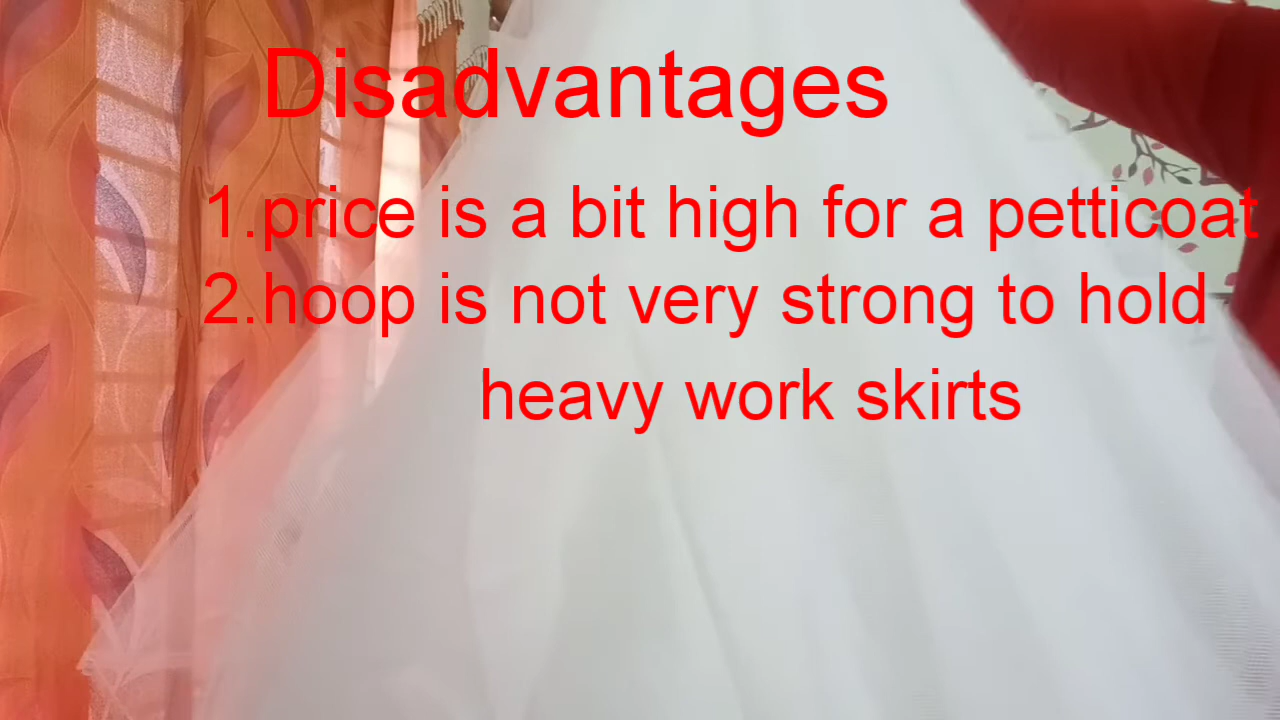 Disadvantages
1.price is a bit high for a petticoat
2.hoop is not very strong to hold
heavy work skirts